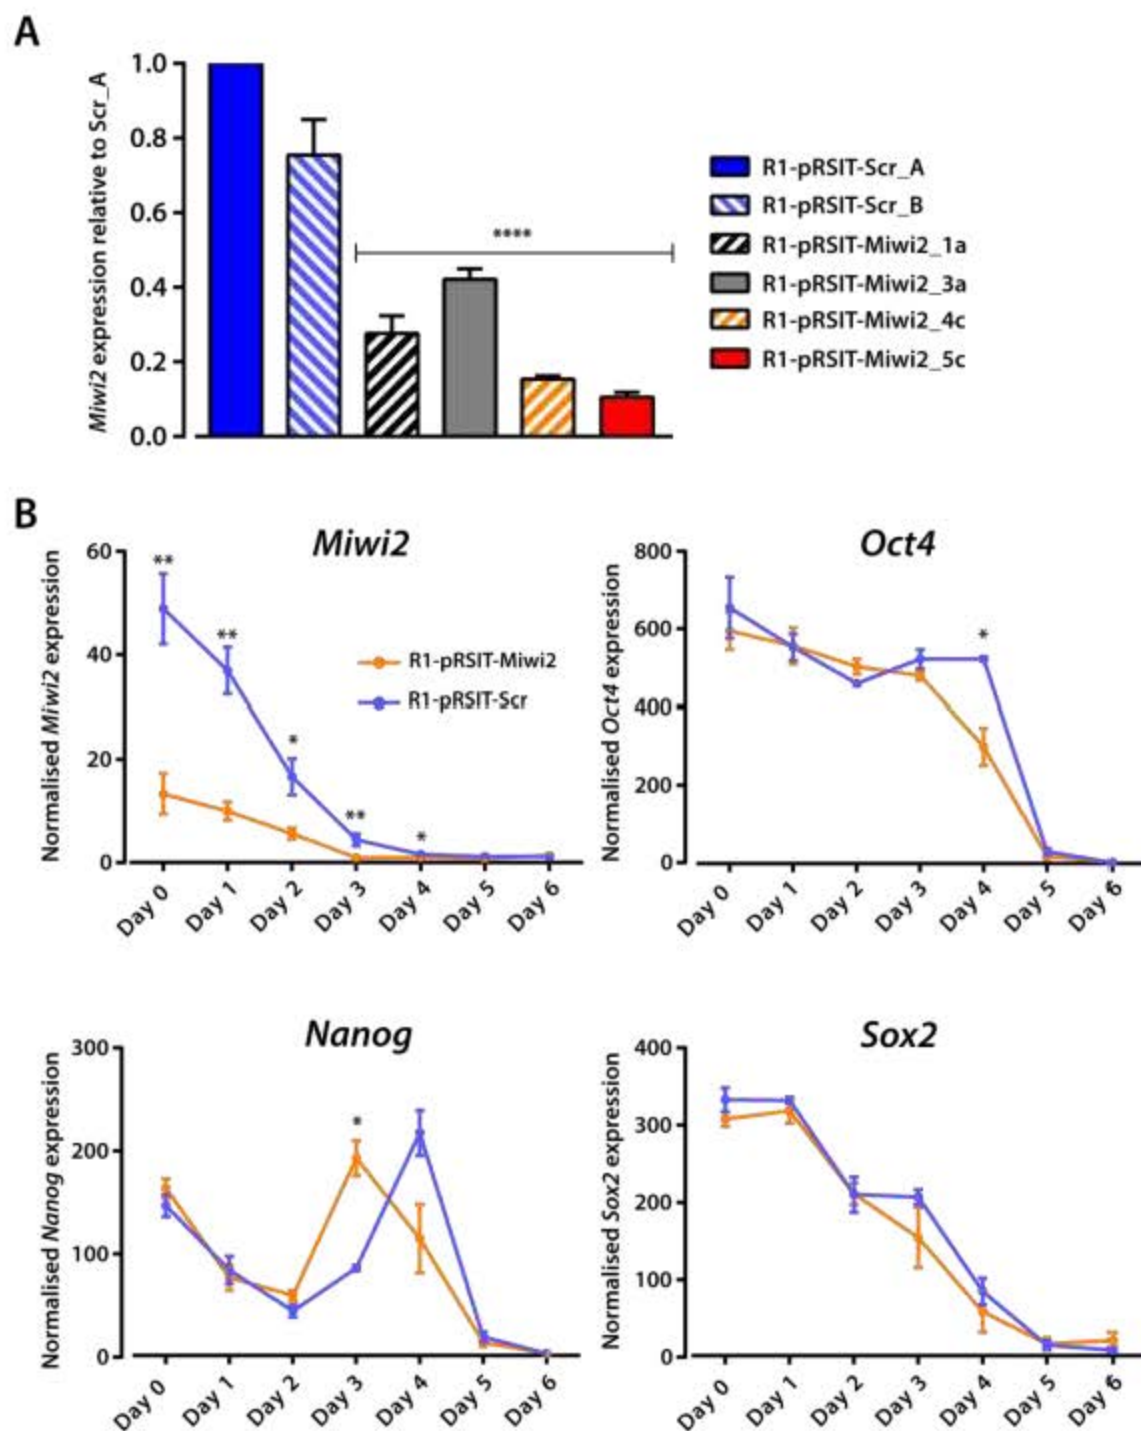 A
Miwi2 expression relative to Scr_A
1.0
0.8
0.6
0.4
0.2
0.0
****
R1-pRSIT-Scr_A
R1-pRSIT-Scr_B
R1-pRSIT-Miwi2_1a
R1-pRSIT-Miwi2_3a
R1-pRSIT-Miwi2_4c
R1-pRSIT-Miwi2_5c
B
Miwi2
Normalised Miwi2 expression
60
40
20
0
**
**
*
**
*
R1-pRSIT-Miwi2
R1-pRSIT-Scr
Day 0
Day 1
Day 2
Day 3
Day 4
Day 5
Day 6
Oct4
Normalised Oct4 expression
800
600
400
200
0
*
Day 0
Day 1
Day 2
Day 3
Day 4
Day 5
Day 6
Nanog
Normalised Nanog expression
300
200
100
0
*
Day 0
Day 1
Day 2
Day 3
Day 4
Day 5
Day 6
Sox2
Normalised Sox2 expression
400
300
200
100
0
Day 0
Day 1
Day 2
Day 3
Day 4
Day 5
Day 6